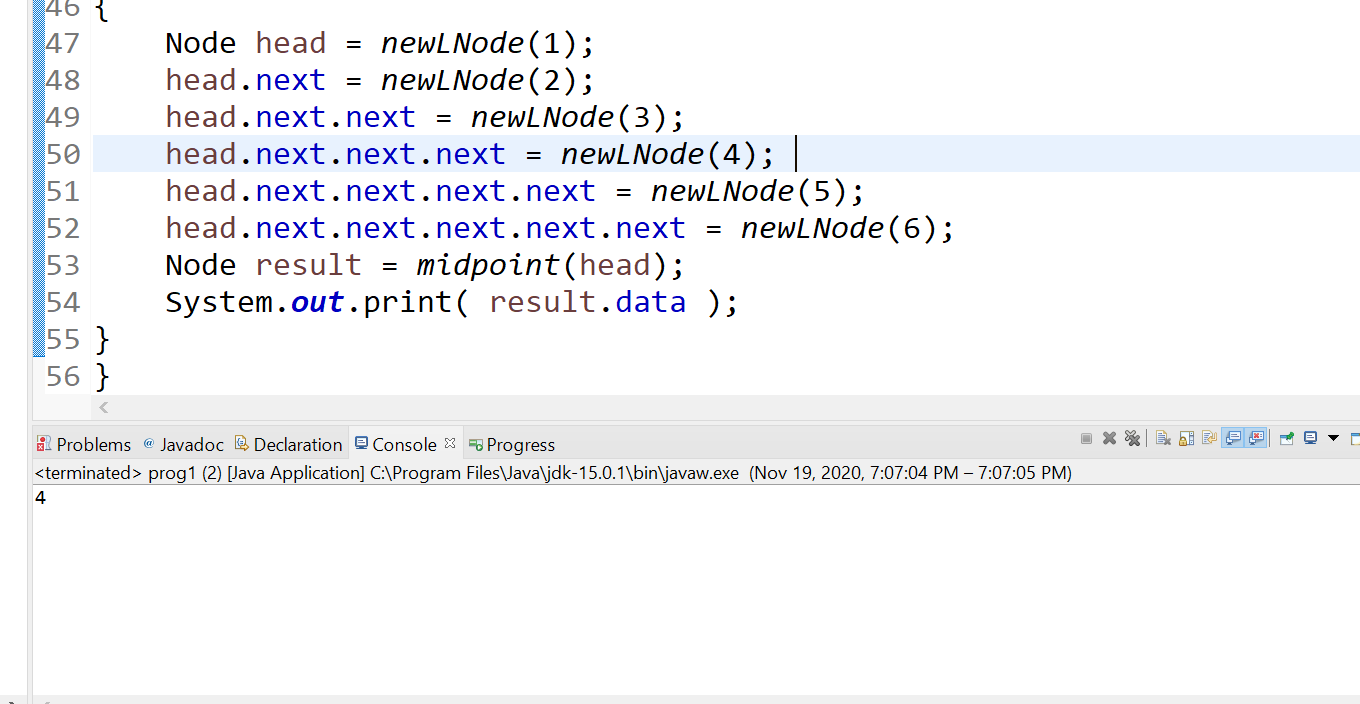 46 {
47 Node head = newLNode(1);
48 head.next = newLNode(2);
49 head.next.next = newLNode(3);
50 head.next.next.next = newLNode(4);
51 head.next.next.next.next = newLNode(5);
52 head.next.next.next.next.next = newLNode(6);
53 Node result = midpoint(head);
54 System.out.print( result.data );
55 }
56 }
Problems @ Javadoc Declaration Console Progress
<terminated> prog1 (2) [Java Application] C:\Program Files\Java\jdk-15.0.1\bin\javaw.exe (Nov 19, 2020, 7:07:04 PM – 7:07:05 PM)
4